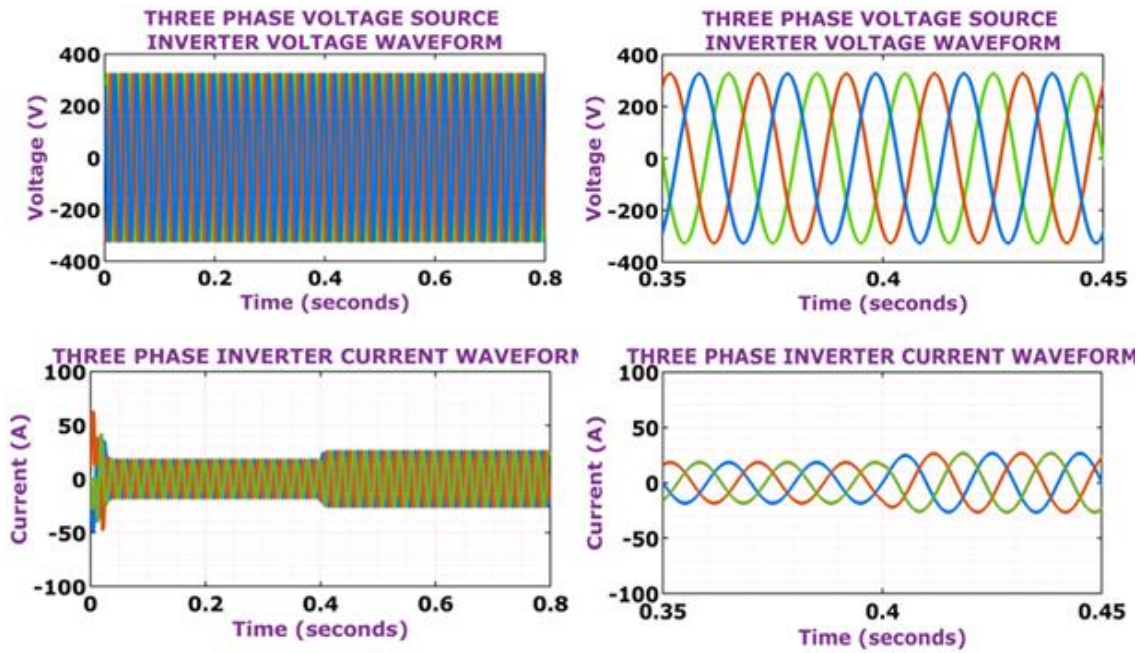 THREE PHASE VOLTAGE SOURCE
INVERTER VOLTAGE WAVEFORM
400
200
0
-200
-400
Voltage (V)
0 0.2 0.4 0.6 0.8
Time (seconds)
THREE PHASE VOLTAGE SOURCE
INVERTER VOLTAGE WAVEFORM
400
200
0
-200
-400
Voltage (V)
0.35 0.4 0.45
Time (seconds)
THREE PHASE INVERTER CURRENT WAVEFORM
100
50
0
-50
-100
Current (A)
0 0.2 0.4 0.6 0.8
Time (seconds)
THREE PHASE INVERTER CURRENT WAVEFORM
100
50
0
-50
-100
Current (A)
0.35 0.4 0.45
Time (seconds)